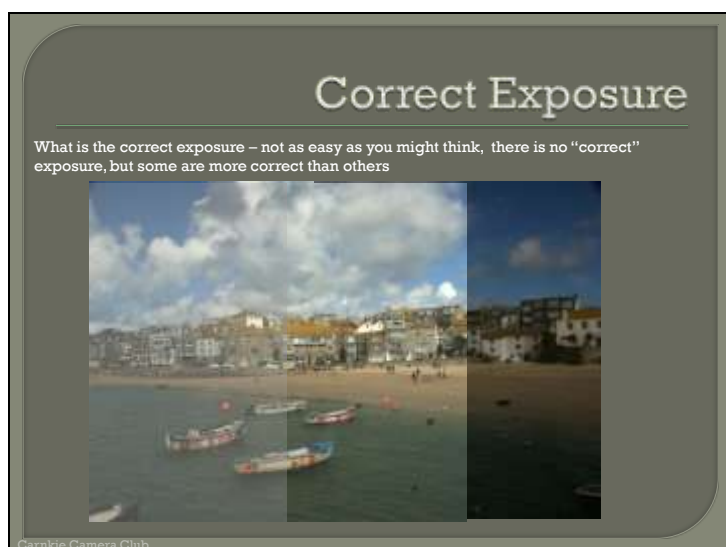 Correct Exposure
What is the correct exposure – not as easy as you might think,  there is no “correct”
exposure, but some are more correct than others
Carnkie Camera Club